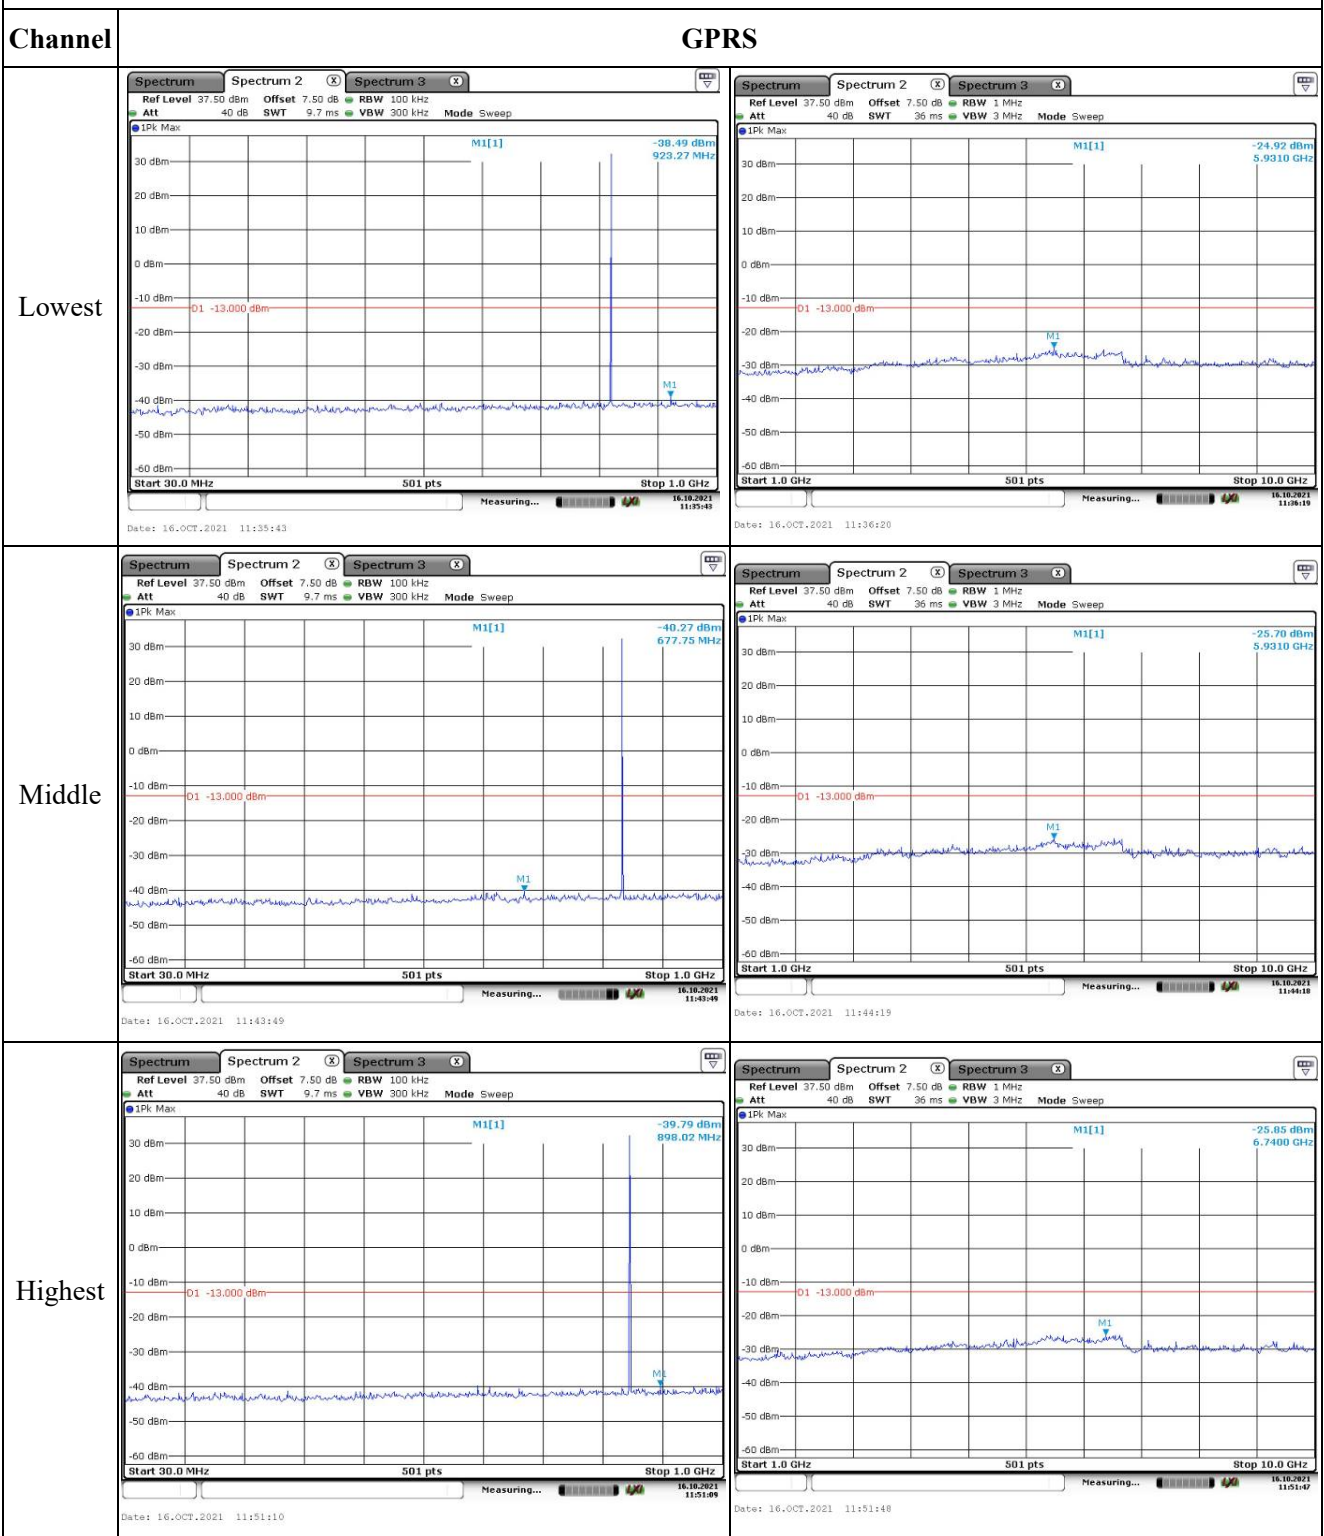 Channel GPRS
Lowest
Spectrum Spectrum 2 X Spectrum 3 X
Ref Level 37.50 dBm Offset 7.50 dB RBW 100 kHz
Att 40 dB SWT 9.7 ms VBW 300 kHz Mode Sweep
1Pk Max
M1[1] -38.49 dBm
923.27 MHz
30 dBm
20 dBm
10 dBm
0 dBm
-10 dBm
D1 -13.000 dBm
-20 dBm
-30 dBm
M1
-40 dBm
-50 dBm
-60 dBm
Start 30.0 MHz 501 pts Stop 1.0 GHz
Measuring... 16.10.2021
11:35:43
Date: 16.OCT.2021 11:35:43
Spectrum Spectrum 2 X Spectrum 3 X
Ref Level 37.50 dBm Offset 7.50 dB RBW 1 MHz
Att 40 dB SWT 36 ms VBW 3 MHz Mode Sweep
1Pk Max
M1[1] -24.92 dBm
5.9310 GHz
30 dBm
20 dBm
10 dBm
0 dBm
-10 dBm
D1 -13.000 dBm
-20 dBm
M1
-30 dBm
-40 dBm
-50 dBm
-60 dBm
Start 1.0 GHz 501 pts Stop 10.0 GHz
Measuring... 16.10.2021
11:36:19
Date: 16.OCT.2021 11:36:20
Middle
Spectrum Spectrum 2 X Spectrum 3 X
Ref Level 37.50 dBm Offset 7.50 dB RBW 100 kHz
Att 40 dB SWT 9.7 ms VBW 300 kHz Mode Sweep
1Pk Max
M1[1] -40.27 dBm
677.75 MHz
30 dBm
20 dBm
10 dBm
0 dBm
-10 dBm
D1 -13.000 dBm
-20 dBm
-30 dBm
M1
-40 dBm
-50 dBm
-60 dBm
Start 30.0 MHz 501 pts Stop 1.0 GHz
Measuring... 16.10.2021
11:43:49
Date: 16.OCT.2021 11:43:49
Spectrum Spectrum 2 X Spectrum 3 X
Ref Level 37.50 dBm Offset 7.50 dB RBW 1 MHz
Att 40 dB SWT 36 ms VBW 3 MHz Mode Sweep
1Pk Max
M1[1] -25.70 dBm
5.9310 GHz
30 dBm
20 dBm
10 dBm
0 dBm
-10 dBm
D1 -13.000 dBm
-20 dBm
M1
-30 dBm
-40 dBm
-50 dBm
-60 dBm
Start 1.0 GHz 501 pts Stop 10.0 GHz
Measuring... 16.10.2021
11:44:18
Date: 16.OCT.2021 11:44:19
Highest
Spectrum Spectrum 2 X Spectrum 3 X
Ref Level 37.50 dBm Offset 7.50 dB RBW 100 kHz
Att 40 dB SWT 9.7 ms VBW 300 kHz Mode Sweep
1Pk Max
M1[1] -39.79 dBm
898.02 MHz
30 dBm
20 dBm
10 dBm
0 dBm
-10 dBm
D1 -13.000 dBm
-20 dBm
-30 dBm
M1
-40 dBm
-50 dBm
-60 dBm
Start 30.0 MHz 501 pts Stop 1.0 GHz
Measuring... 16.10.2021
11:51:09
Date: 16.OCT.2021 11:51:10
Spectrum Spectrum 2 X Spectrum 3 X
Ref Level 37.50 dBm Offset 7.50 dB RBW 1 MHz
Att 40 dB SWT 36 ms VBW 3 MHz Mode Sweep
1Pk Max
M1[1] -25.85 dBm
6.7400 GHz
30 dBm
20 dBm
10 dBm
0 dBm
-10 dBm
D1 -13.000 dBm
-20 dBm
M1
-30 dBm
-40 dBm
-50 dBm
-60 dBm
Start 1.0 GHz 501 pts Stop 10.0 GHz
Measuring... 16.10.2021
11:51:47
Date: 16.OCT.2021 11:51:48